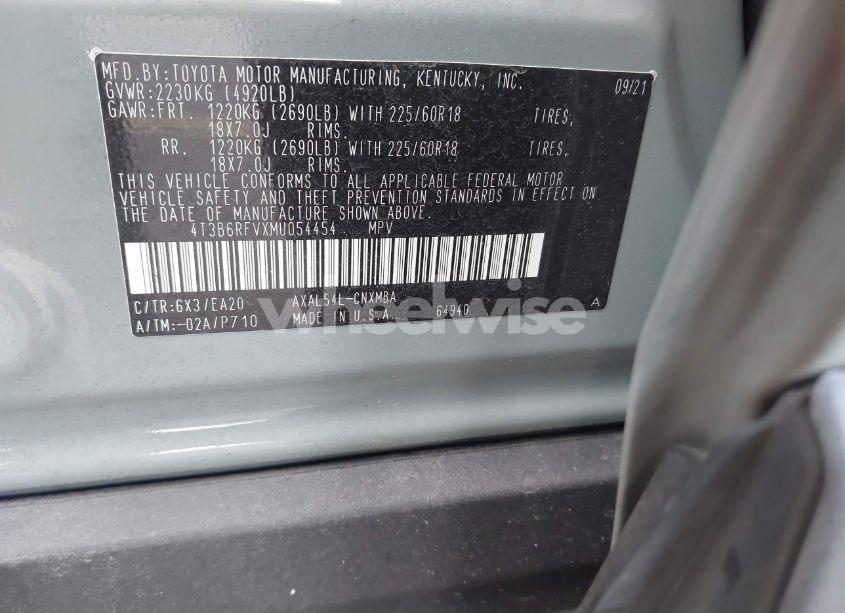 MFD.BY:TOYOTA MOTOR MANUFACTURING, KENTUCKY, INC. 09/21
GVWR:2230KG (4920LB)
GAWR:FRT. 1220KG (2690LB) WITH 225/60R18 TIRES,
18X7.0J RIMS.
RR. 1220KG (2690LB) WITH 225/60R18 TIRES,
18X7.0J RIMS.
THIS VEHICLE CONFORMS TO ALL APPLICABLE FEDERAL MOTOR
VEHICLE SAFETY AND THEFT PREVENTION STANDARDS IN EFFECT ON
THE DATE OF MANUFACTURE SHOWN ABOVE.
4T3B6RFVXMU054454 MPV
C/TR:6X3/EA20 AXAL54L-CNXMBA A
A/TM:-02A/P710 MADE IN U.S.A. 64940
wheelwise